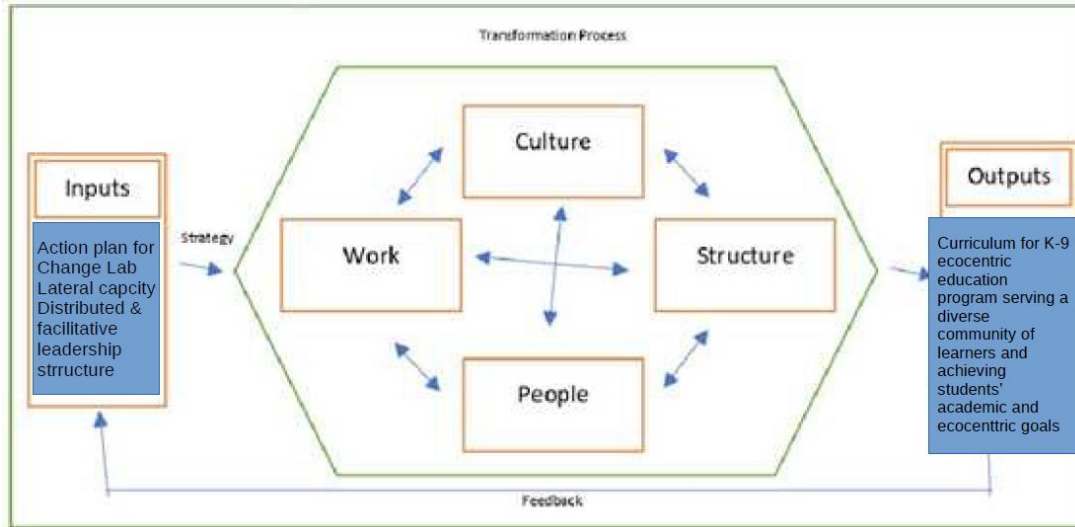 Transformation Process
Culture
Inputs
Outputs
Action plan for
Change Lab
Lateral capcity
Distributed &
facilitative
leadership
strructure
Strategy
Work
Structure
People
Curriculum for K-9
ecocentric
education
program serving a
diverse
community of
learners and
achieving
students'
academic and
ecocenttric goals
Feedback